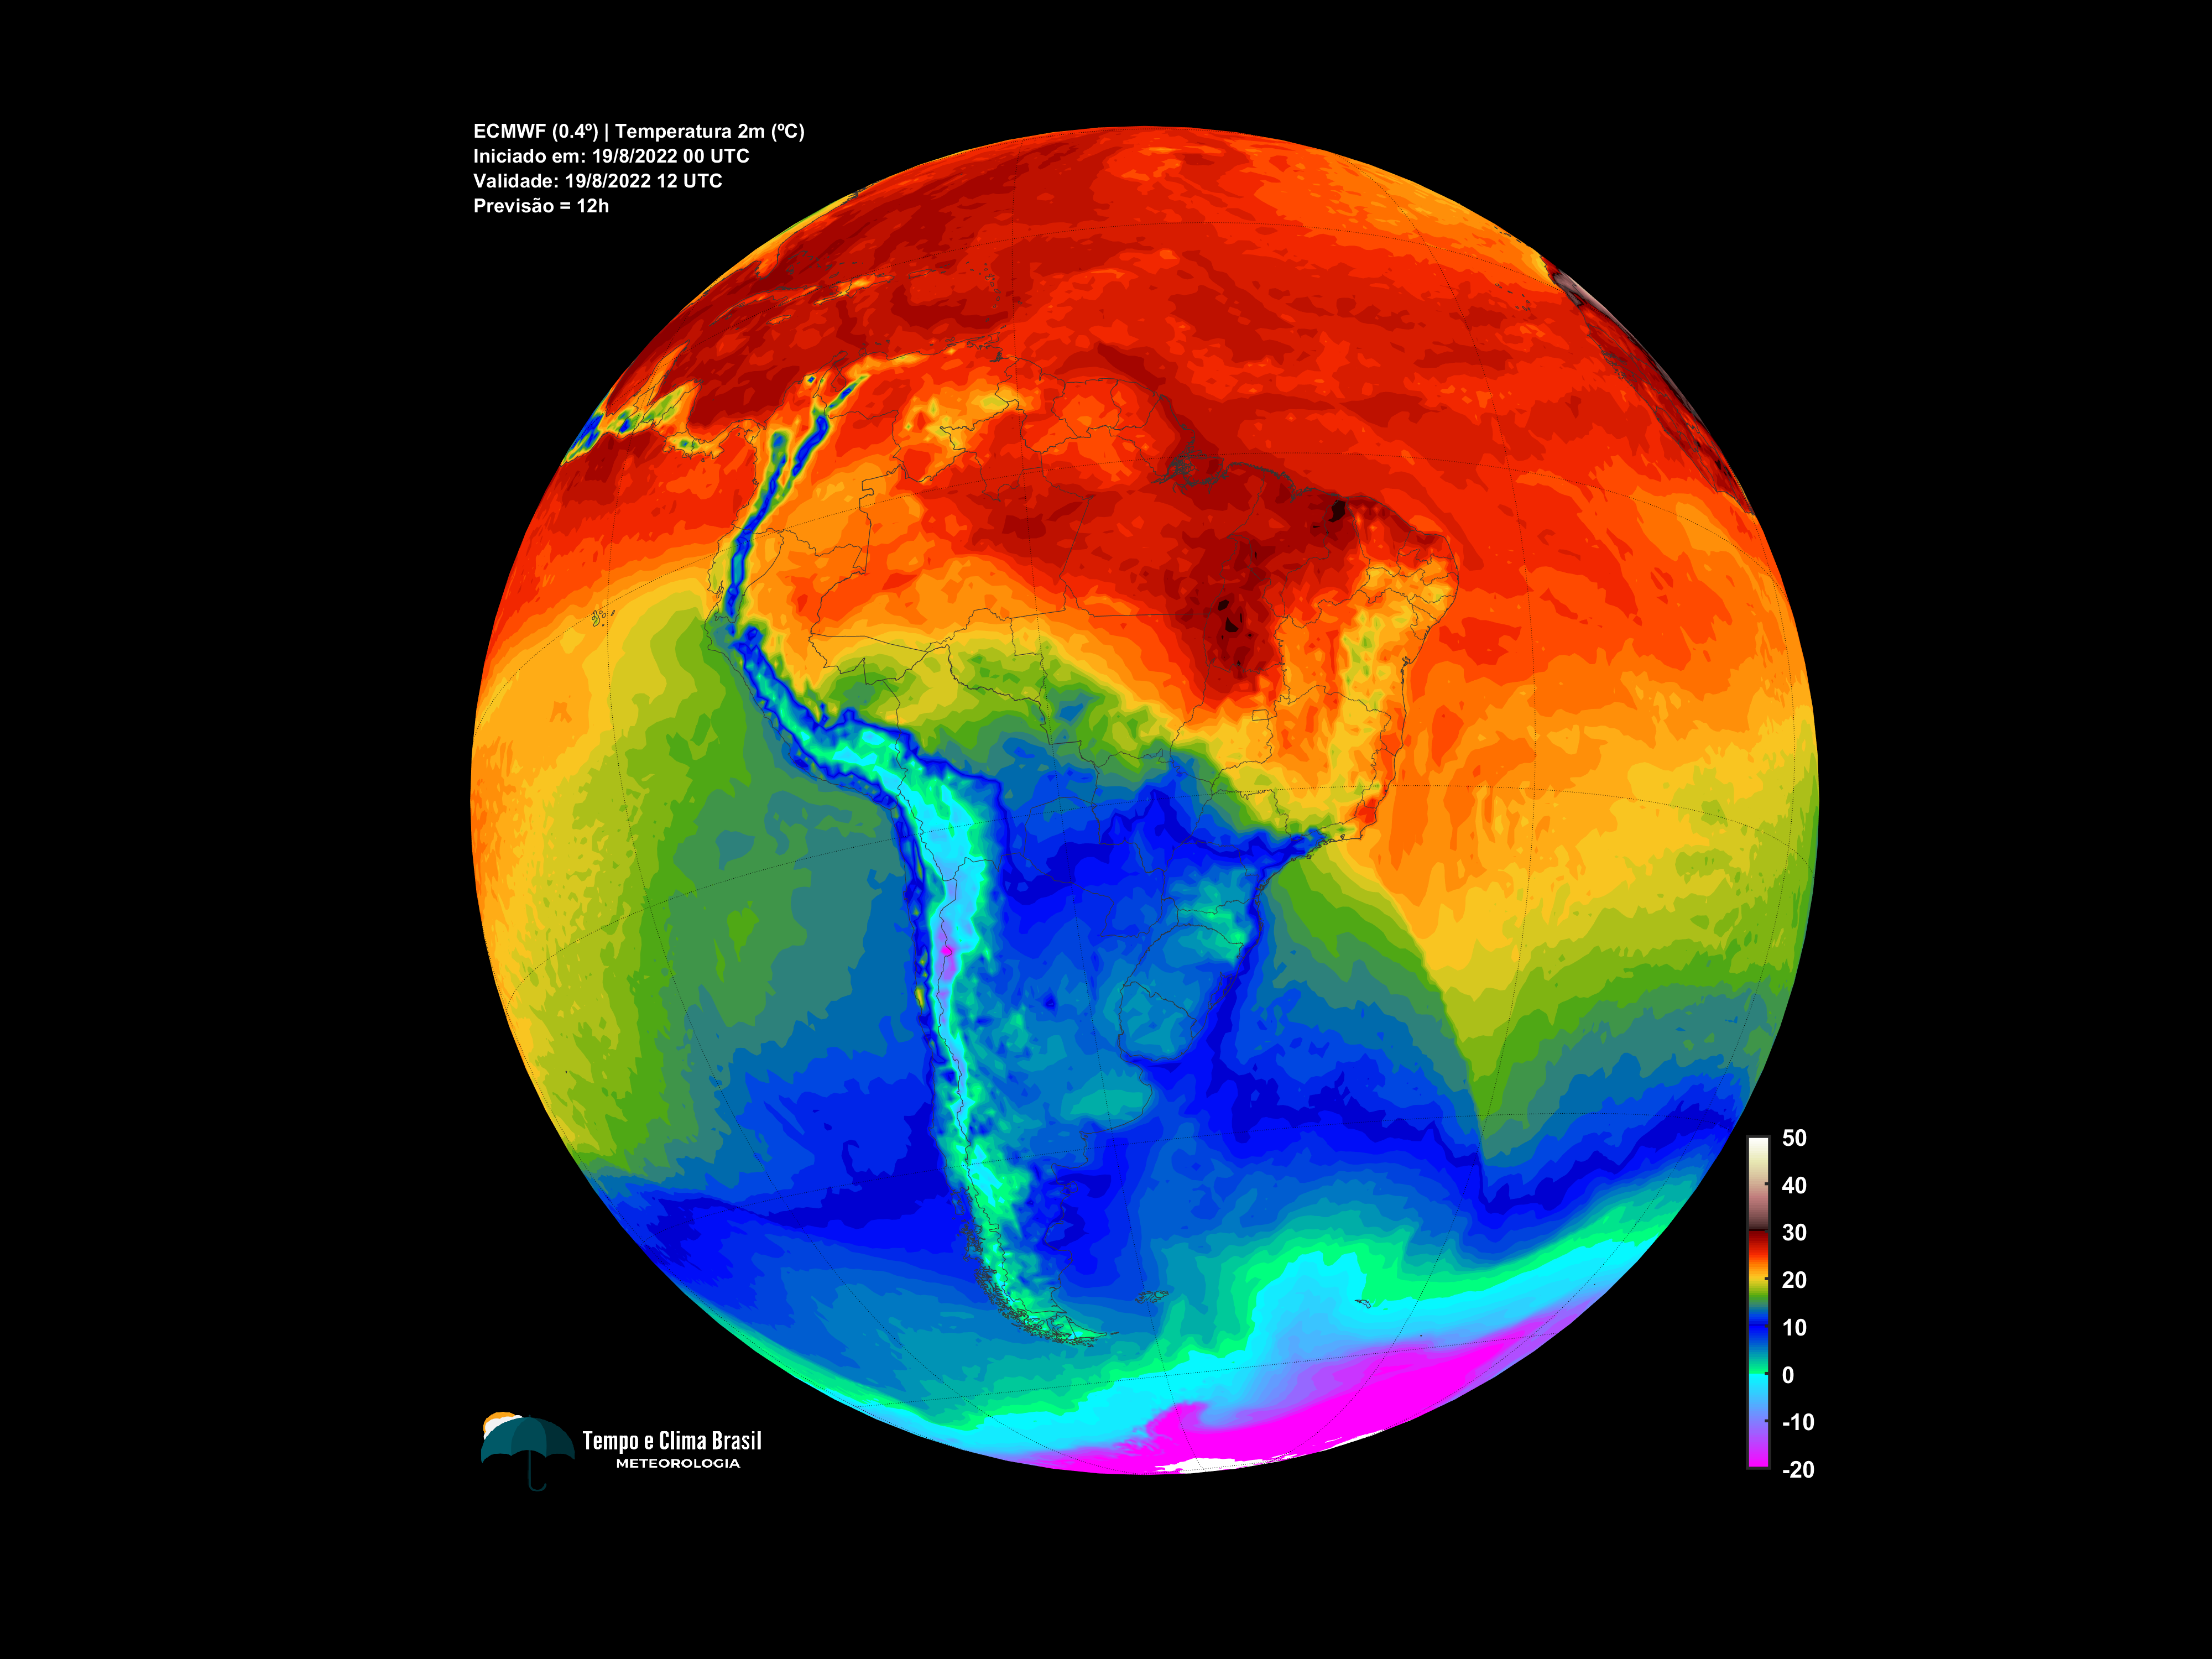 ECMWF (0.4º) | Temperatura 2m (ºC)
Iniciado em: 19/8/2022 00 UTC
Validade: 19/8/2022 12 UTC
Previsão = 12h
50
40
30
20
10
0
-10
-20
Tempo e Clima Brasil
METEOROLOGIA